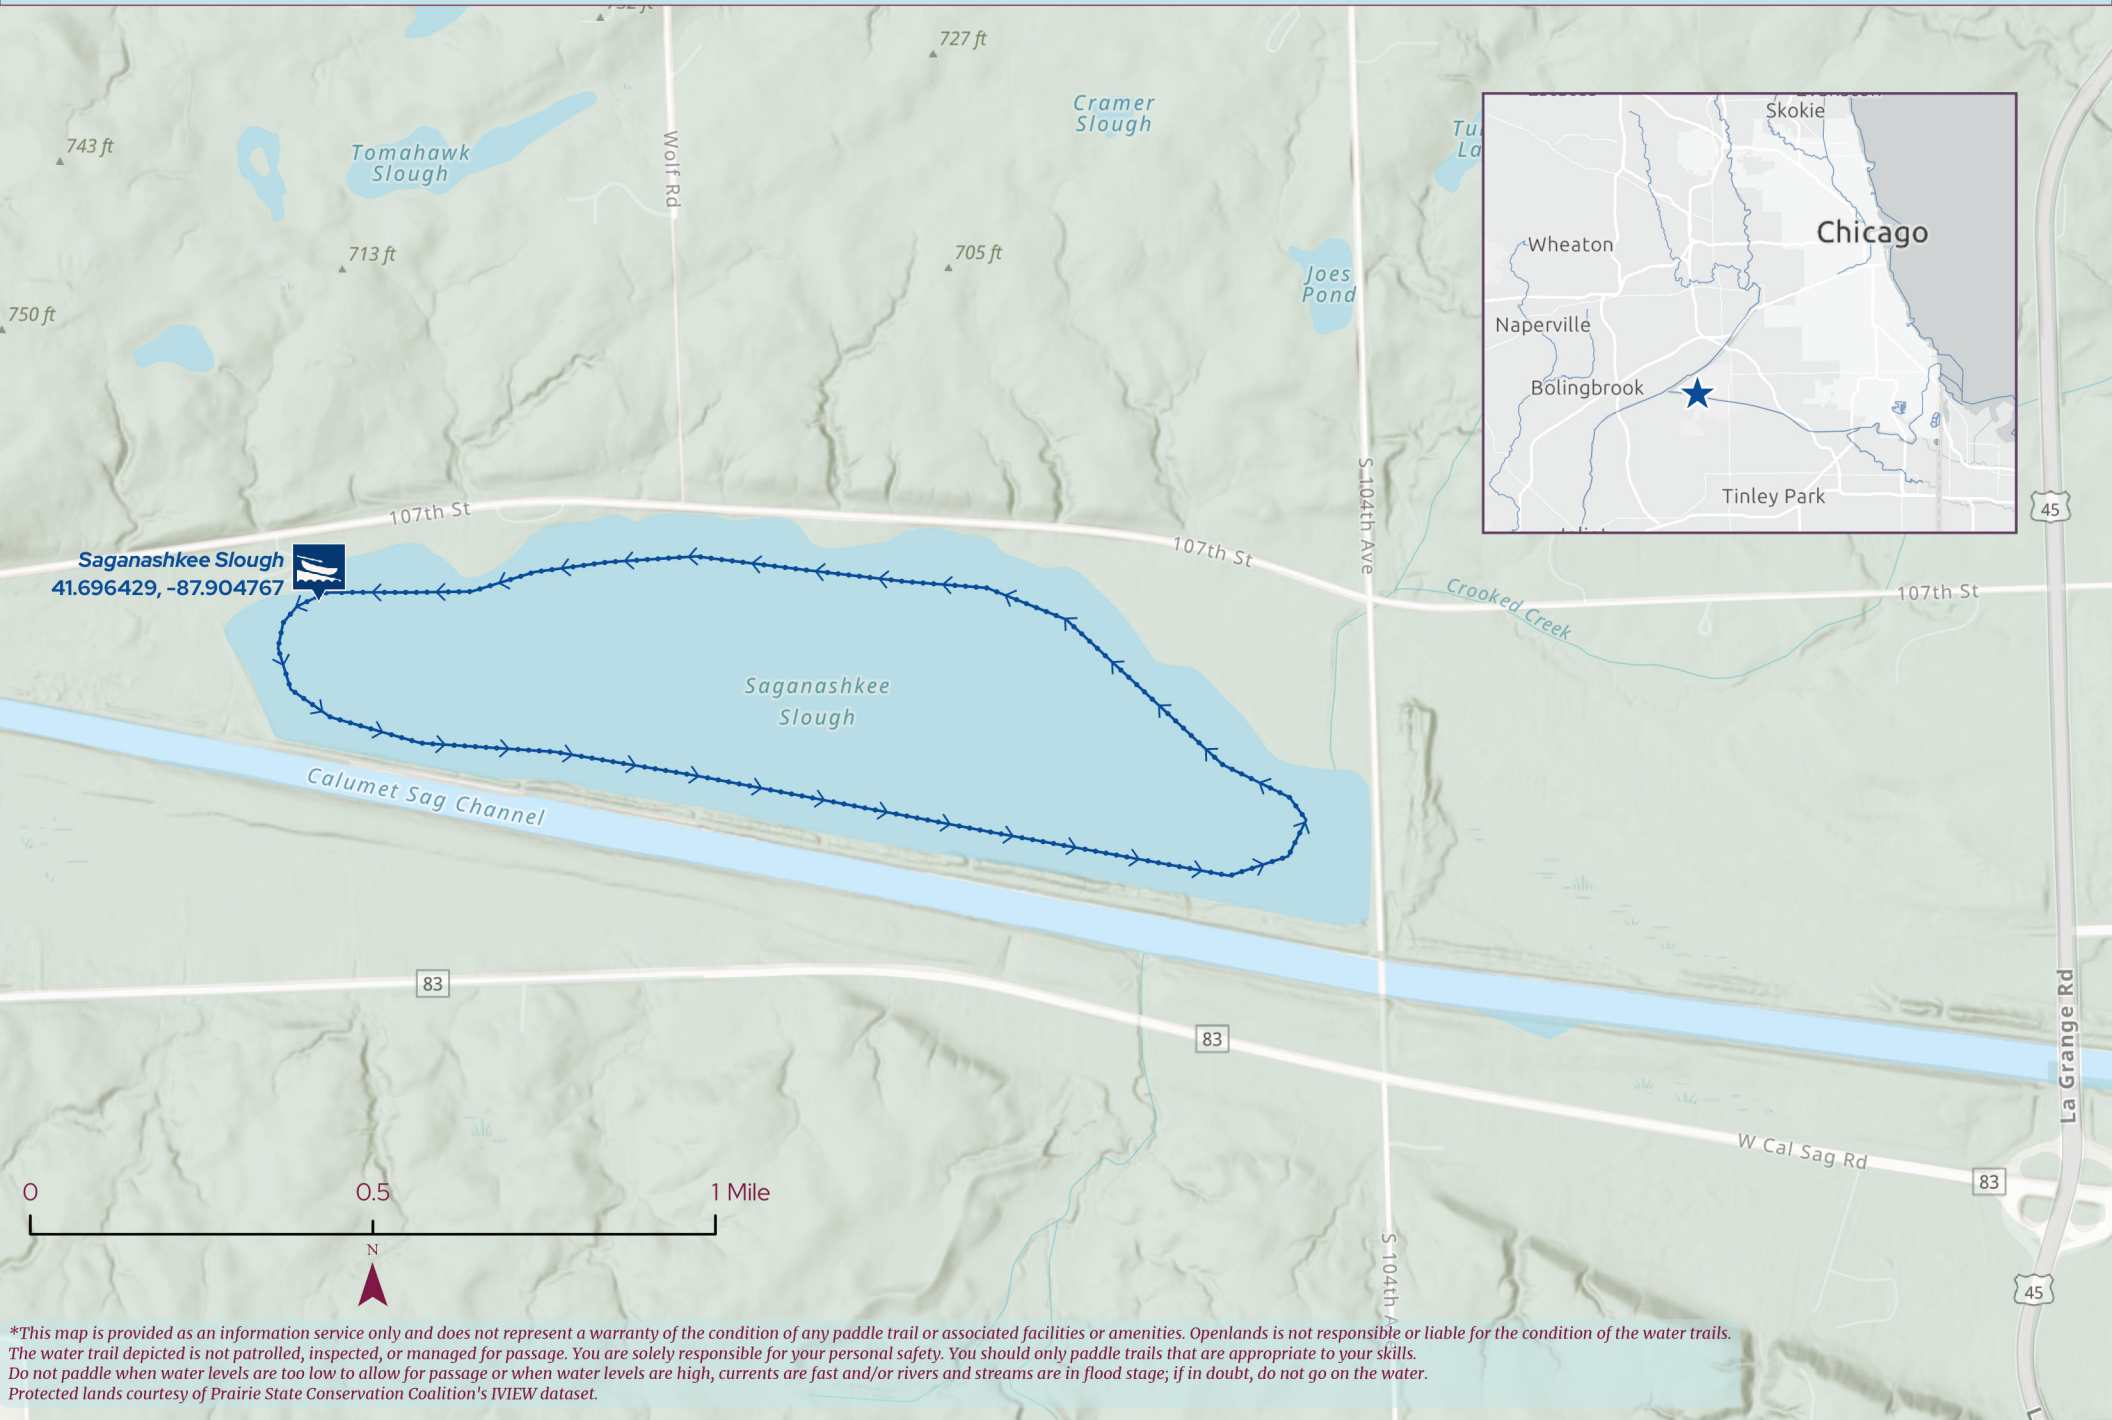 727 ft
Cramer
Slough
743 ft
Tomahawk
Slough
Wolf Rd
713 ft
705 ft
Joes
Pond
750 ft
Skokie
Chicago
Wheaton
Naperville
Bolingbrook
Tinley Park
S 104th Ave
45
107th St
107th St
107th St
Saganashkee Slough
41.696429, -87.904767
Crooked Creek
Saganashkee
Slough
Calumet Sag Channel
83
83
La Grange Rd
W Cal Sag Rd
83
0
0.5
1 Mile
N
S 104th
45
*This map is provided as an information service only and does not represent a warranty of the condition of any paddle trail or associated facilities or amenities. Openlands is not responsible or liable for the condition of the water trails.
The water trail depicted is not patrolled, inspected, or managed for passage. You are solely responsible for your personal safety. You should only paddle trails that are appropriate to your skills.
Do not paddle when water levels are too low to allow for passage or when water levels are high, currents are fast and/or rivers and streams are in flood stage; if in doubt, do not go on the water.
Protected lands courtesy of Prairie State Conservation Coalition's IVIEW dataset.